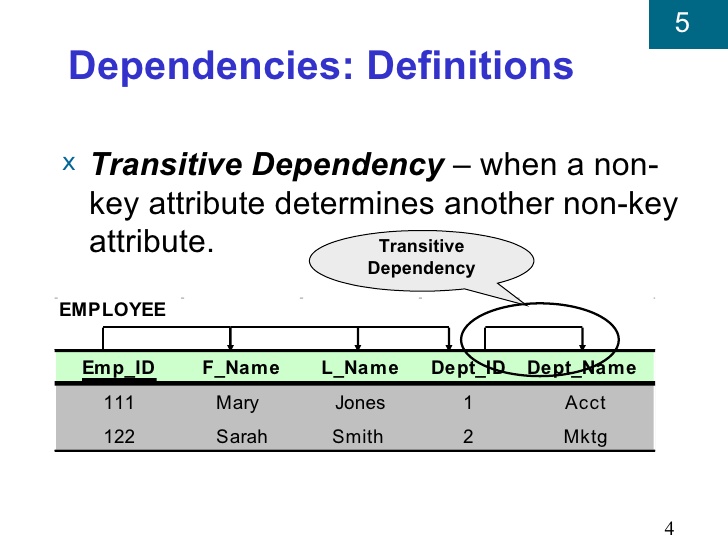 5
Dependencies: Definitions
x Transitive Dependency – when a non-
key attribute determines another non-key
attribute.
Transitive
Dependency
EMPLOYEE
Emp_ID F_Name L_Name Dept_ID Dept_Name
111 Mary Jones 1 Acct
122 Sarah Smith 2 Mktg
4